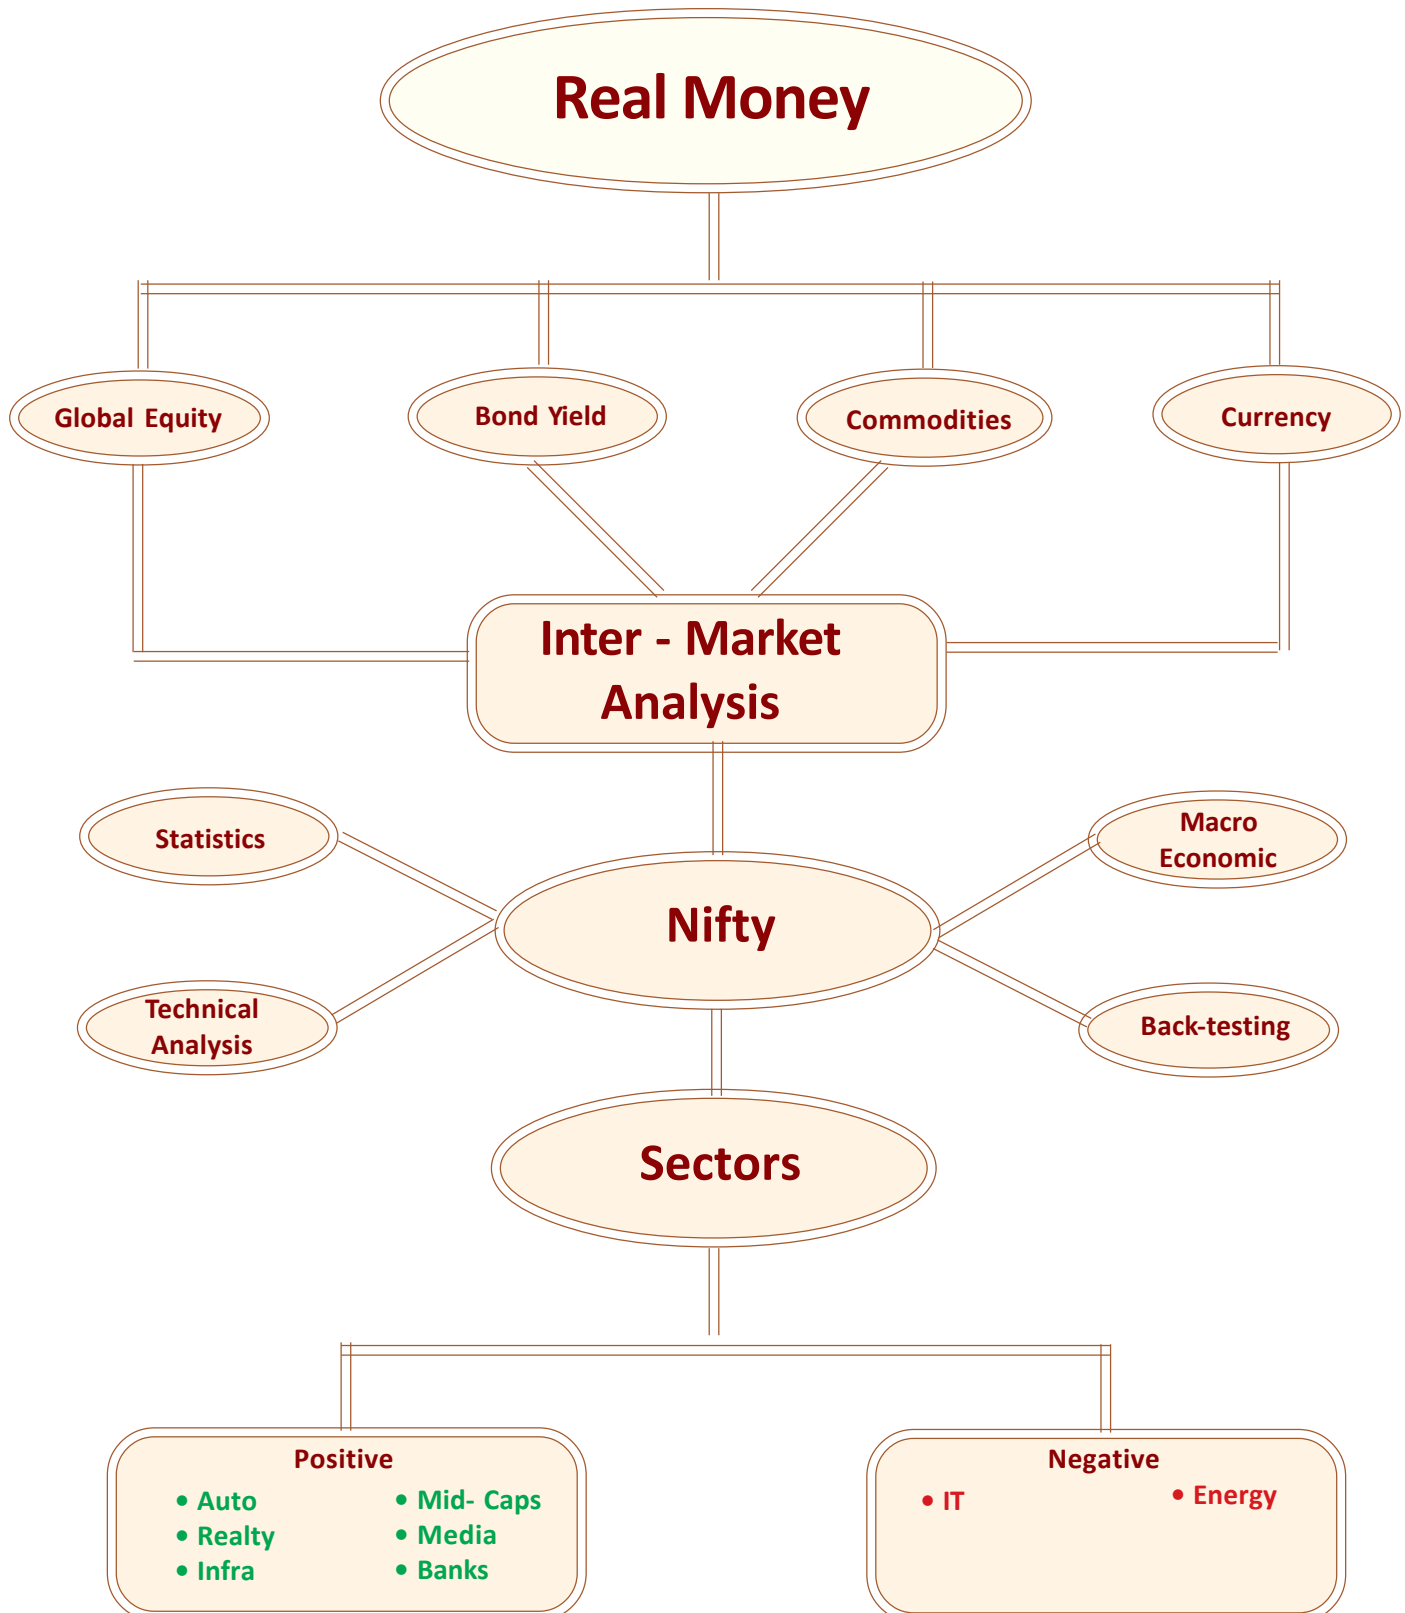 Real Money
Global Equity
Bond Yield
Commodities
Currency
Inter - Market
Analysis
Statistics
Macro
Economic
Nifty
Technical
Analysis
Back-testing
Sectors
Positive
• Auto
• Realty
• Infra
• Mid- Caps
• Media
• Banks
Negative
• IT
• Energy